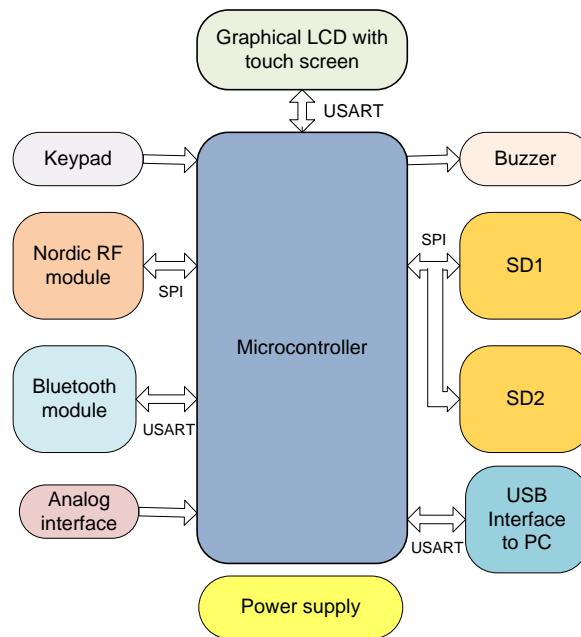 Graphical LCD with
touch screen
USART
Keypad
Buzzer
Nordic RF
module
SPI
SPI
SD1
Microcontroller
Bluetooth
module
USART
SD2
Analog
interface
USB
Interface
to PC
USART
Power supply